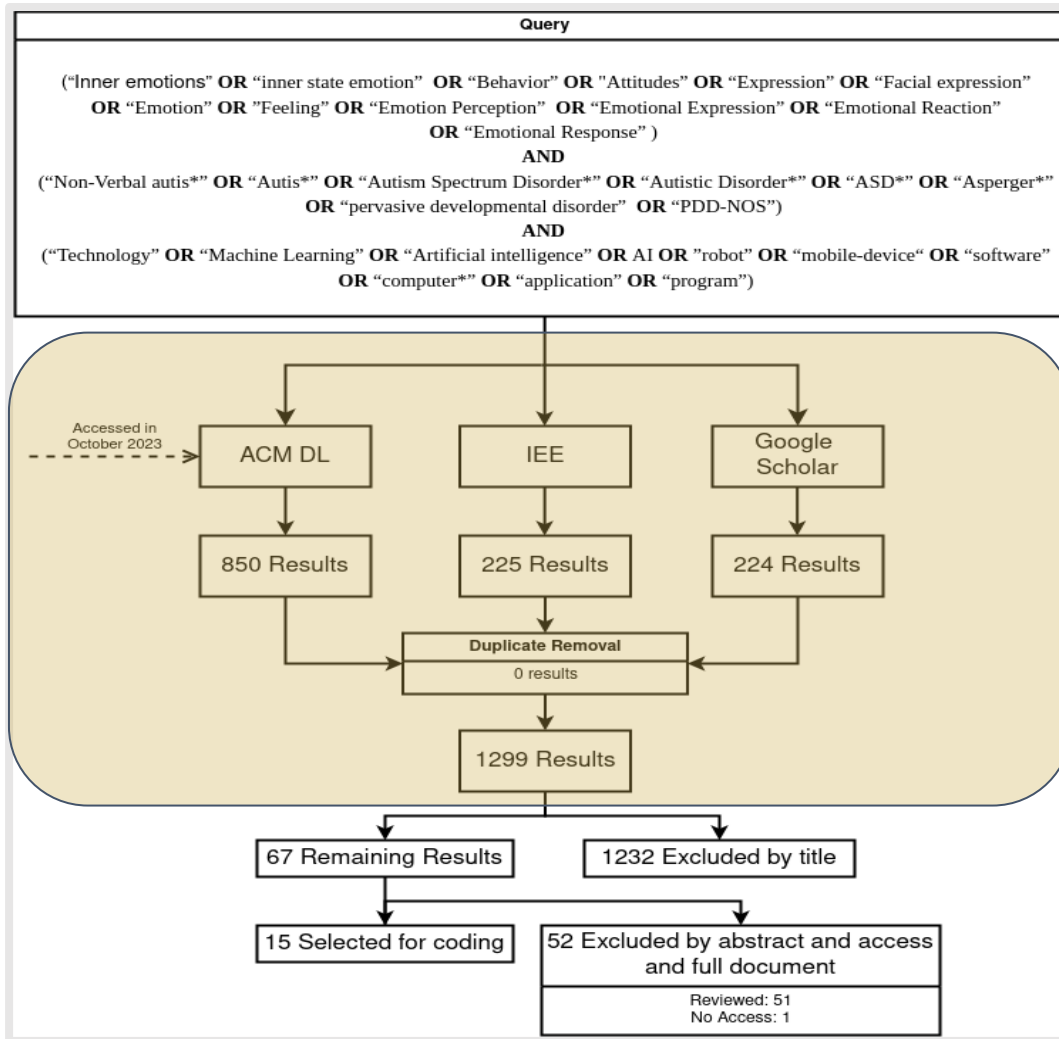 Query
(“Inner emotions” OR “inner state emotion” OR “Behavior” OR "Attitudes” OR “Expression” OR “Facial expression”
OR “Emotion” OR ”Feeling” OR “Emotion Perception” OR “Emotional Expression” OR “Emotional Reaction”
OR “Emotional Response” )
AND
(“Non-Verbal autis*” OR “Autis*” OR “Autism Spectrum Disorder*” OR “Autistic Disorder*” OR “ASD*” OR “Asperger*”
OR “pervasive developmental disorder” OR “PDD-NOS”)
AND
(“Technology” OR “Machine Learning” OR “Artificial intelligence” OR AI OR ”robot” OR “mobile-device“ OR “software”
OR “computer*” OR “application” OR “program”)
Accessed in
October 2023
ACM DL
IEE
Google
Scholar
850 Results
225 Results
224 Results
Duplicate Removal
0 results
1299 Results
67 Remaining Results
1232 Excluded by title
15 Selected for coding
52 Excluded by abstract and access
and full document
Reviewed: 51
No Access: 1